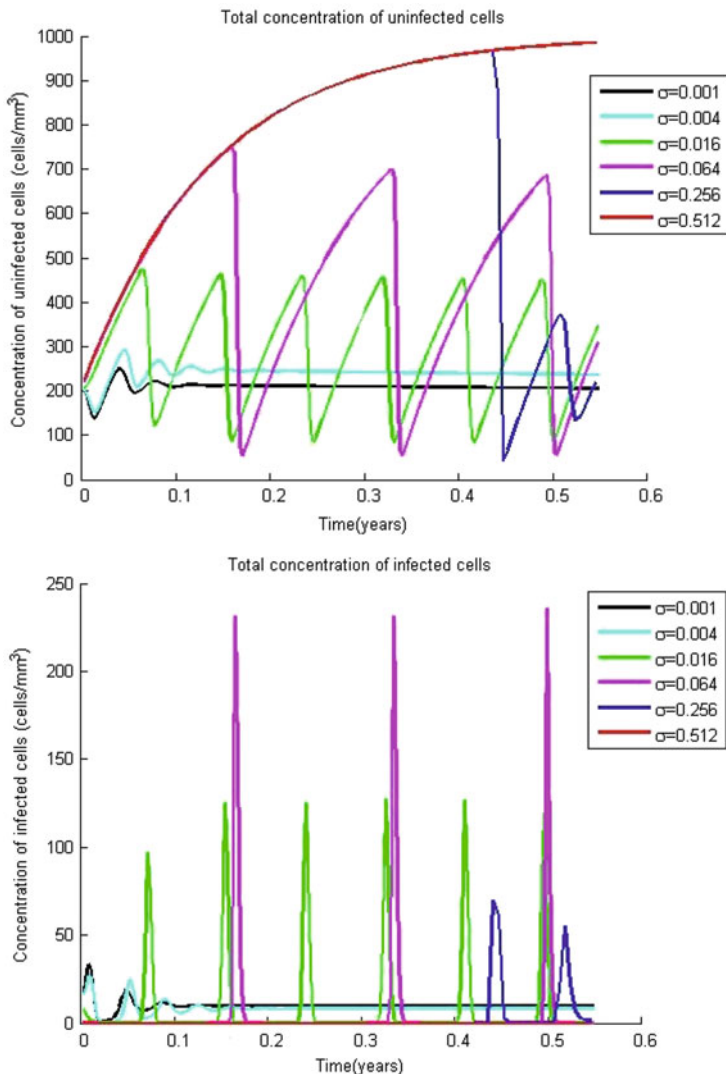 Total concentration of uninfected cells
Concentration of uninfected cells (cells/mm³)
1000
900
800
700
600
500
400
300
200
100
0
0 0.1 0.2 0.3 0.4 0.5 0.6
Time(years)
σ=0.001
σ=0.004
σ=0.016
σ=0.064
σ=0.256
σ=0.512
Total concentration of infected cells
Concentration of infected cells (cells/mm³)
250
200
150
100
50
0
0 0.1 0.2 0.3 0.4 0.5 0.6
Time(years)
σ=0.001
σ=0.004
σ=0.016
σ=0.064
σ=0.256
σ=0.512